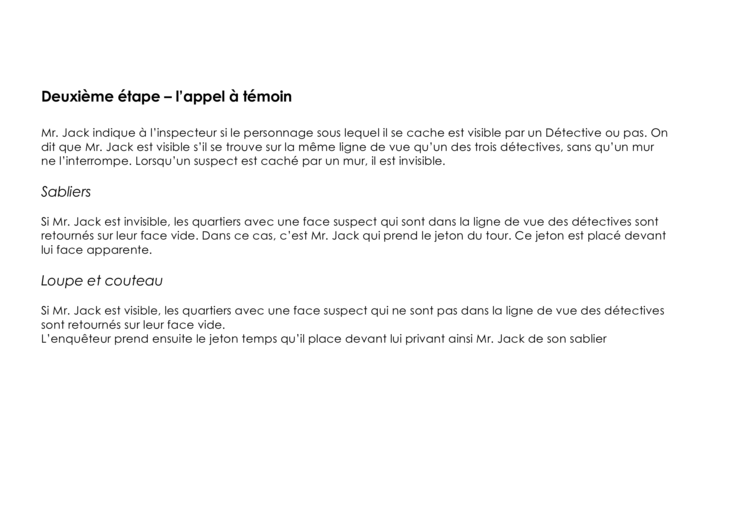 Deuxième étape – l'appel à témoin
Mr. Jack indique à l'inspecteur si le personnage sous lequel il se cache est visible par un Détective ou pas. On
dit que Mr. Jack est visible s'il se trouve sur la même ligne de vue qu'un des trois détectives, sans qu'un mur
ne l'interrompe. Lorsqu'un suspect est caché par un mur, il est invisible.
Sabliers
Si Mr. Jack est invisible, les quartiers avec une face suspect qui sont dans la ligne de vue des détectives sont
retournés sur leur face vide. Dans ce cas, c'est Mr. Jack qui prend le jeton du tour. Ce jeton est placé devant
lui face apparente.
Loupe et couteau
Si Mr. Jack est visible, les quartiers avec une face suspect qui ne sont pas dans la ligne de vue des détectives
sont retournés sur leur face vide.
L'enquêteur prend ensuite le jeton temps qu'il place devant lui privant ainsi Mr. Jack de son sablier